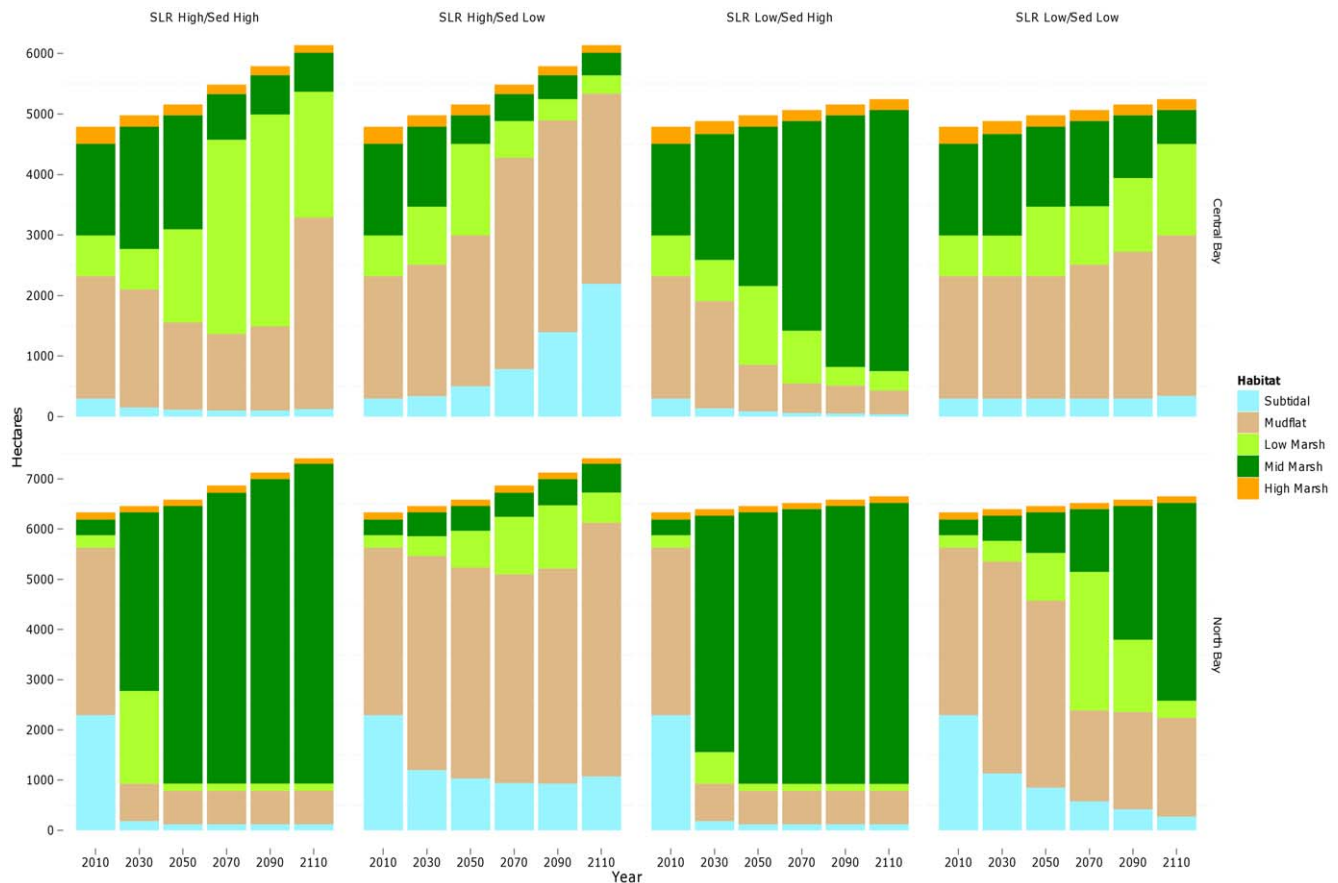 SLR High/Sed High SLR High/Sed Low SLR Low/Sed High SLR Low/Sed Low
6000
5000
4000
3000
2000
1000
0
Central Bay
Hectares
7000
6000
5000
4000
3000
2000
1000
0
North Bay
Habitat
Subtidal
Mudflat
Low Marsh
Mid Marsh
High Marsh
2010 2030 2050 2070 2090 2110 2010 2030 2050 2070 2090 2110 2010 2030 2050 2070 2090 2110 2010 2030 2050 2070 2090 2110
Year